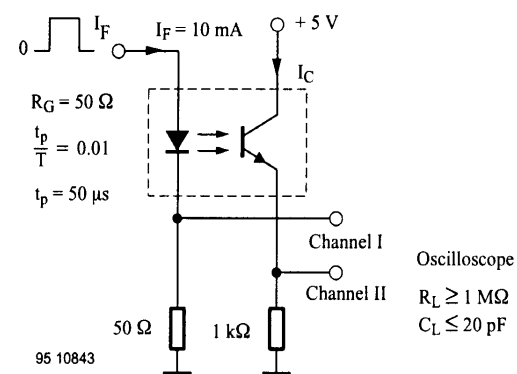 I_F
I_F = 10 mA
+ 5 V
0
I_C
R_G = 50 Ω
t_p/T = 0.01
t_p = 50 μs
Channel I
Channel II
Oscilloscope
R_L ≥ 1 MΩ
C_L ≤ 20 pF
50 Ω
1 kΩ
95 10843